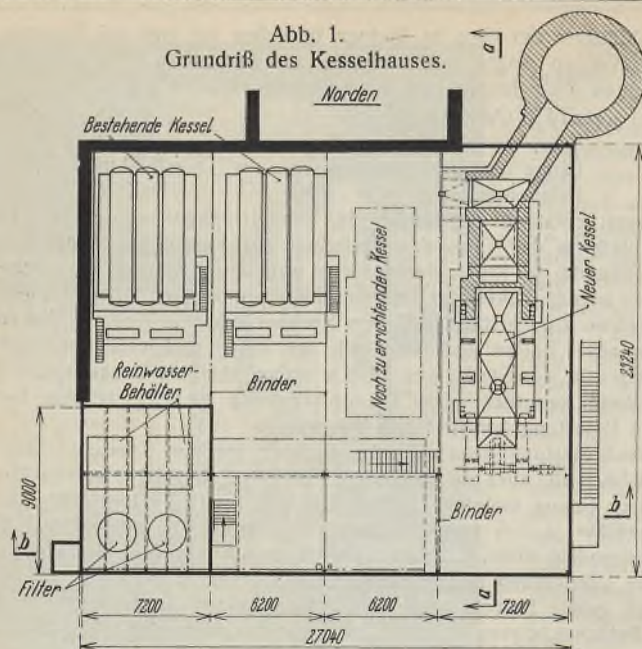 Abb. 1.
Grundriß des Kesselhauses.
a
Norden
Bestehende Kessel
Noch zu errichtender Kessel
Neuer Kessel
23240
Reinwasser-
Behälter
Binder
9000
Binder
b
b
Filter
a
7200
6200
6200
7200
27040